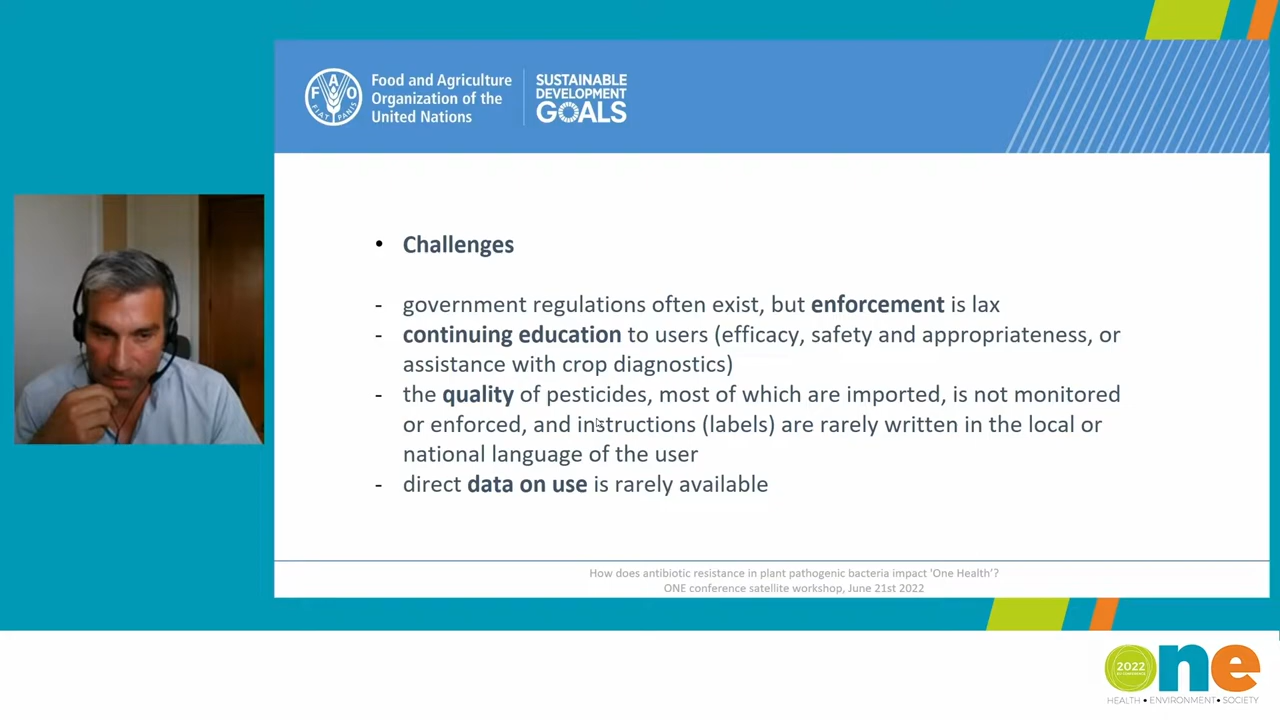 F A O
FIAT PANIS
Food and Agriculture
Organization of the
United Nations
SUSTAINABLE
DEVELOPMENT
GOALS
• Challenges
- government regulations often exist, but enforcement is lax
- continuing education to users (efficacy, safety and appropriateness, or
assistance with crop diagnostics)
- the quality of pesticides, most of which are imported, is not monitored
or enforced, and instructions (labels) are rarely written in the local or
national language of the user
- direct data on use is rarely available
How does antibiotic resistance in plant pathogenic bacteria impact 'One Health'?
ONE conference satellite workshop, June 21st 2022
2022
one
HEALTH • ENVIRONMENT • SOCIETY